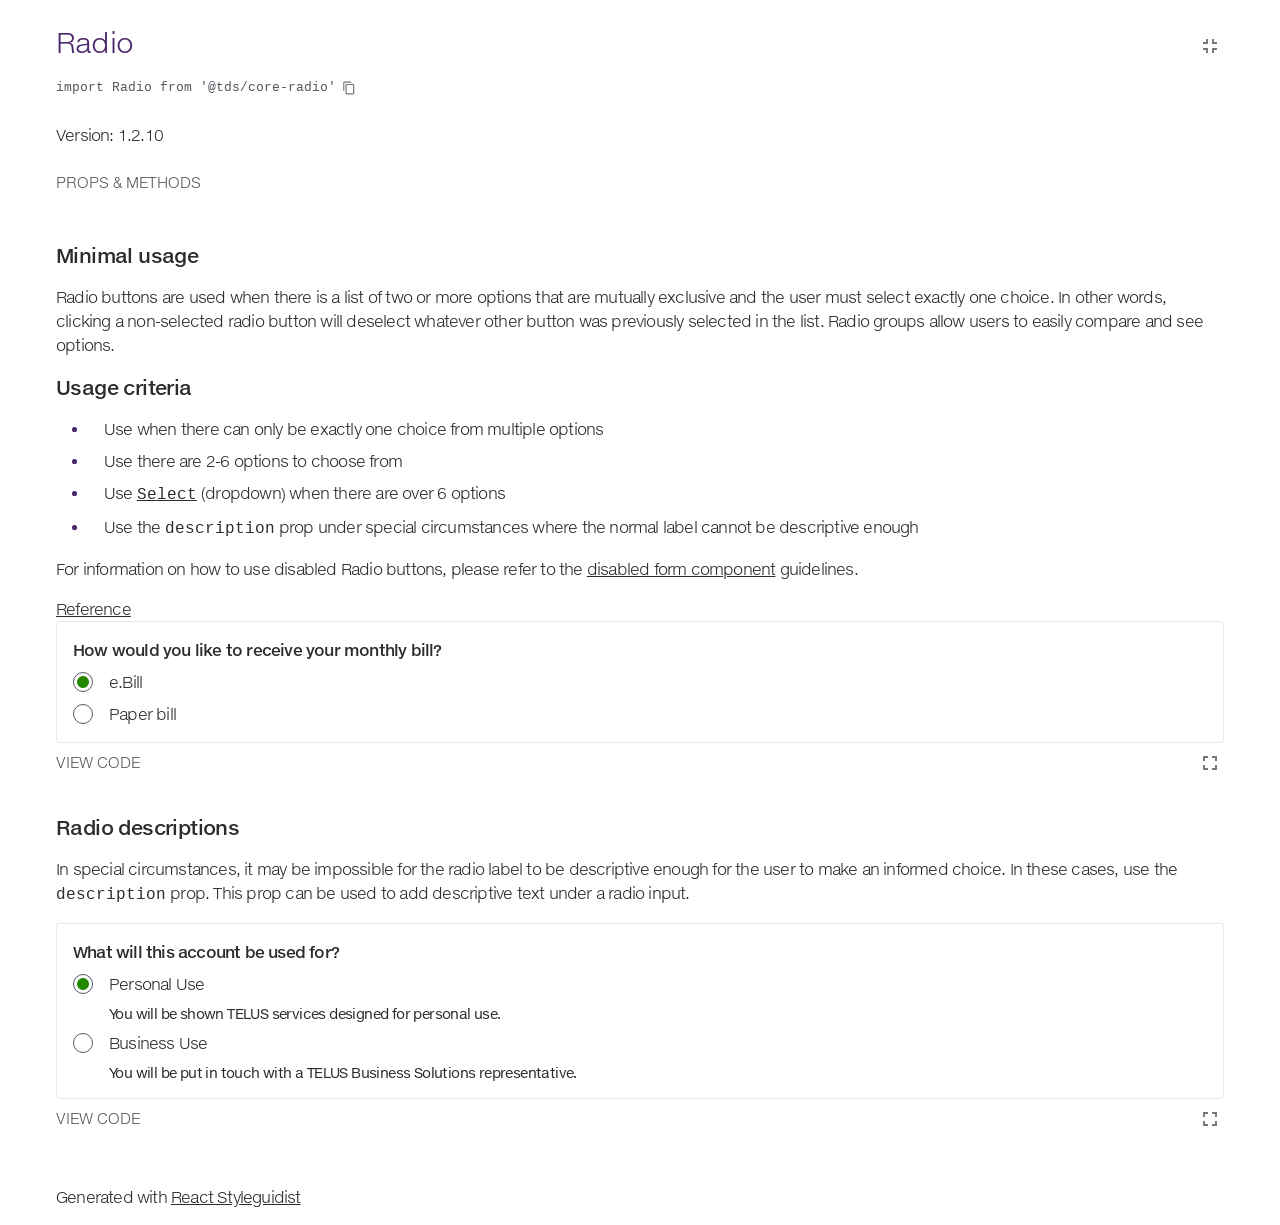 Radio
import Radio from '@tds/core-radio'
Version: 1.2.10
PROPS & METHODS
Minimal usage
Radio buttons are used when there is a list of two or more options that are mutually exclusive and the user must select exactly one choice. In other words,
clicking a non-selected radio button will deselect whatever other button was previously selected in the list. Radio groups allow users to easily compare and see
options.
Usage criteria
Use when there can only be exactly one choice from multiple options
Use there are 2-6 options to choose from
Use Select (dropdown) when there are over 6 options
Use the description prop under special circumstances where the normal label cannot be descriptive enough
For information on how to use disabled Radio buttons, please refer to the disabled form component guidelines.
Reference
How would you like to receive your monthly bill?
e.Bill
Paper bill
VIEW CODE
Radio descriptions
In special circumstances, it may be impossible for the radio label to be descriptive enough for the user to make an informed choice. In these cases, use the
description prop. This prop can be used to add descriptive text under a radio input.
What will this account be used for?
Personal Use
You will be shown TELUS services designed for personal use.
Business Use
You will be put in touch with a TELUS Business Solutions representative.
VIEW CODE
Generated with React Styleguidist